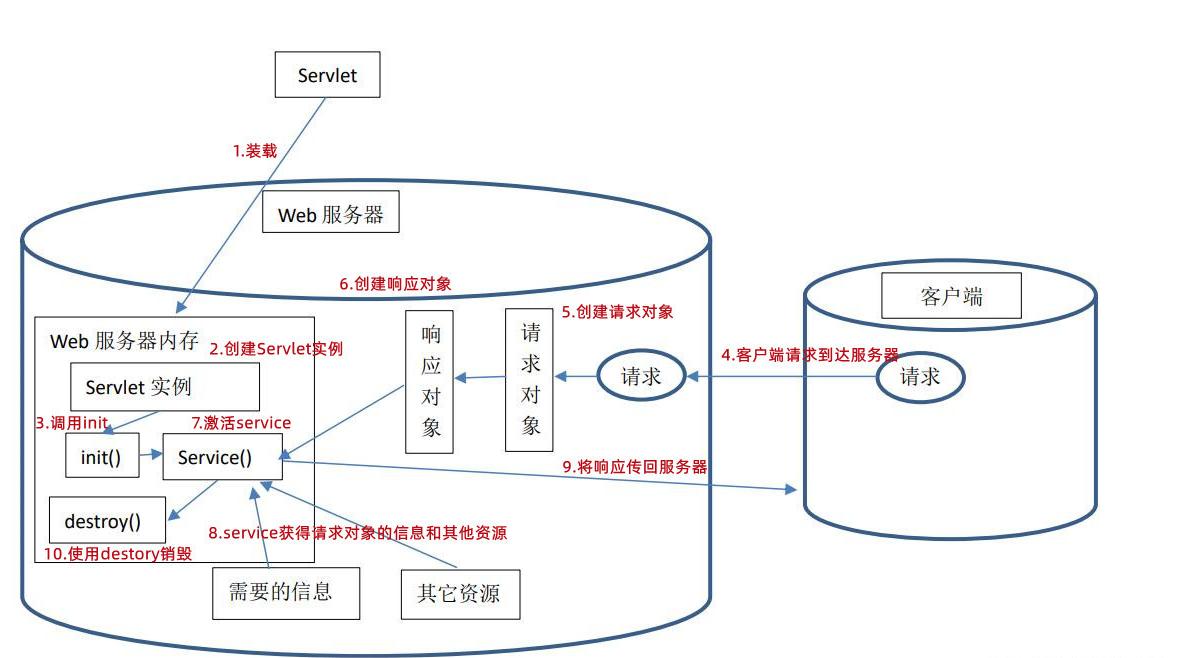 Servlet
1.装载
Web 服务器
6.创建响应对象
客户端
Web 服务器内存
2.创建Servlet实例
响应对象
请求对象
5.创建请求对象
请求
4.客户端请求到达服务器
请求
Servlet 实例
3.调用init
7.激活service
init()
Service()
9.将响应传回服务器
destroy()
8.service获得请求对象的信息和其他资源
10.使用destory销毁
需要的信息
其它资源